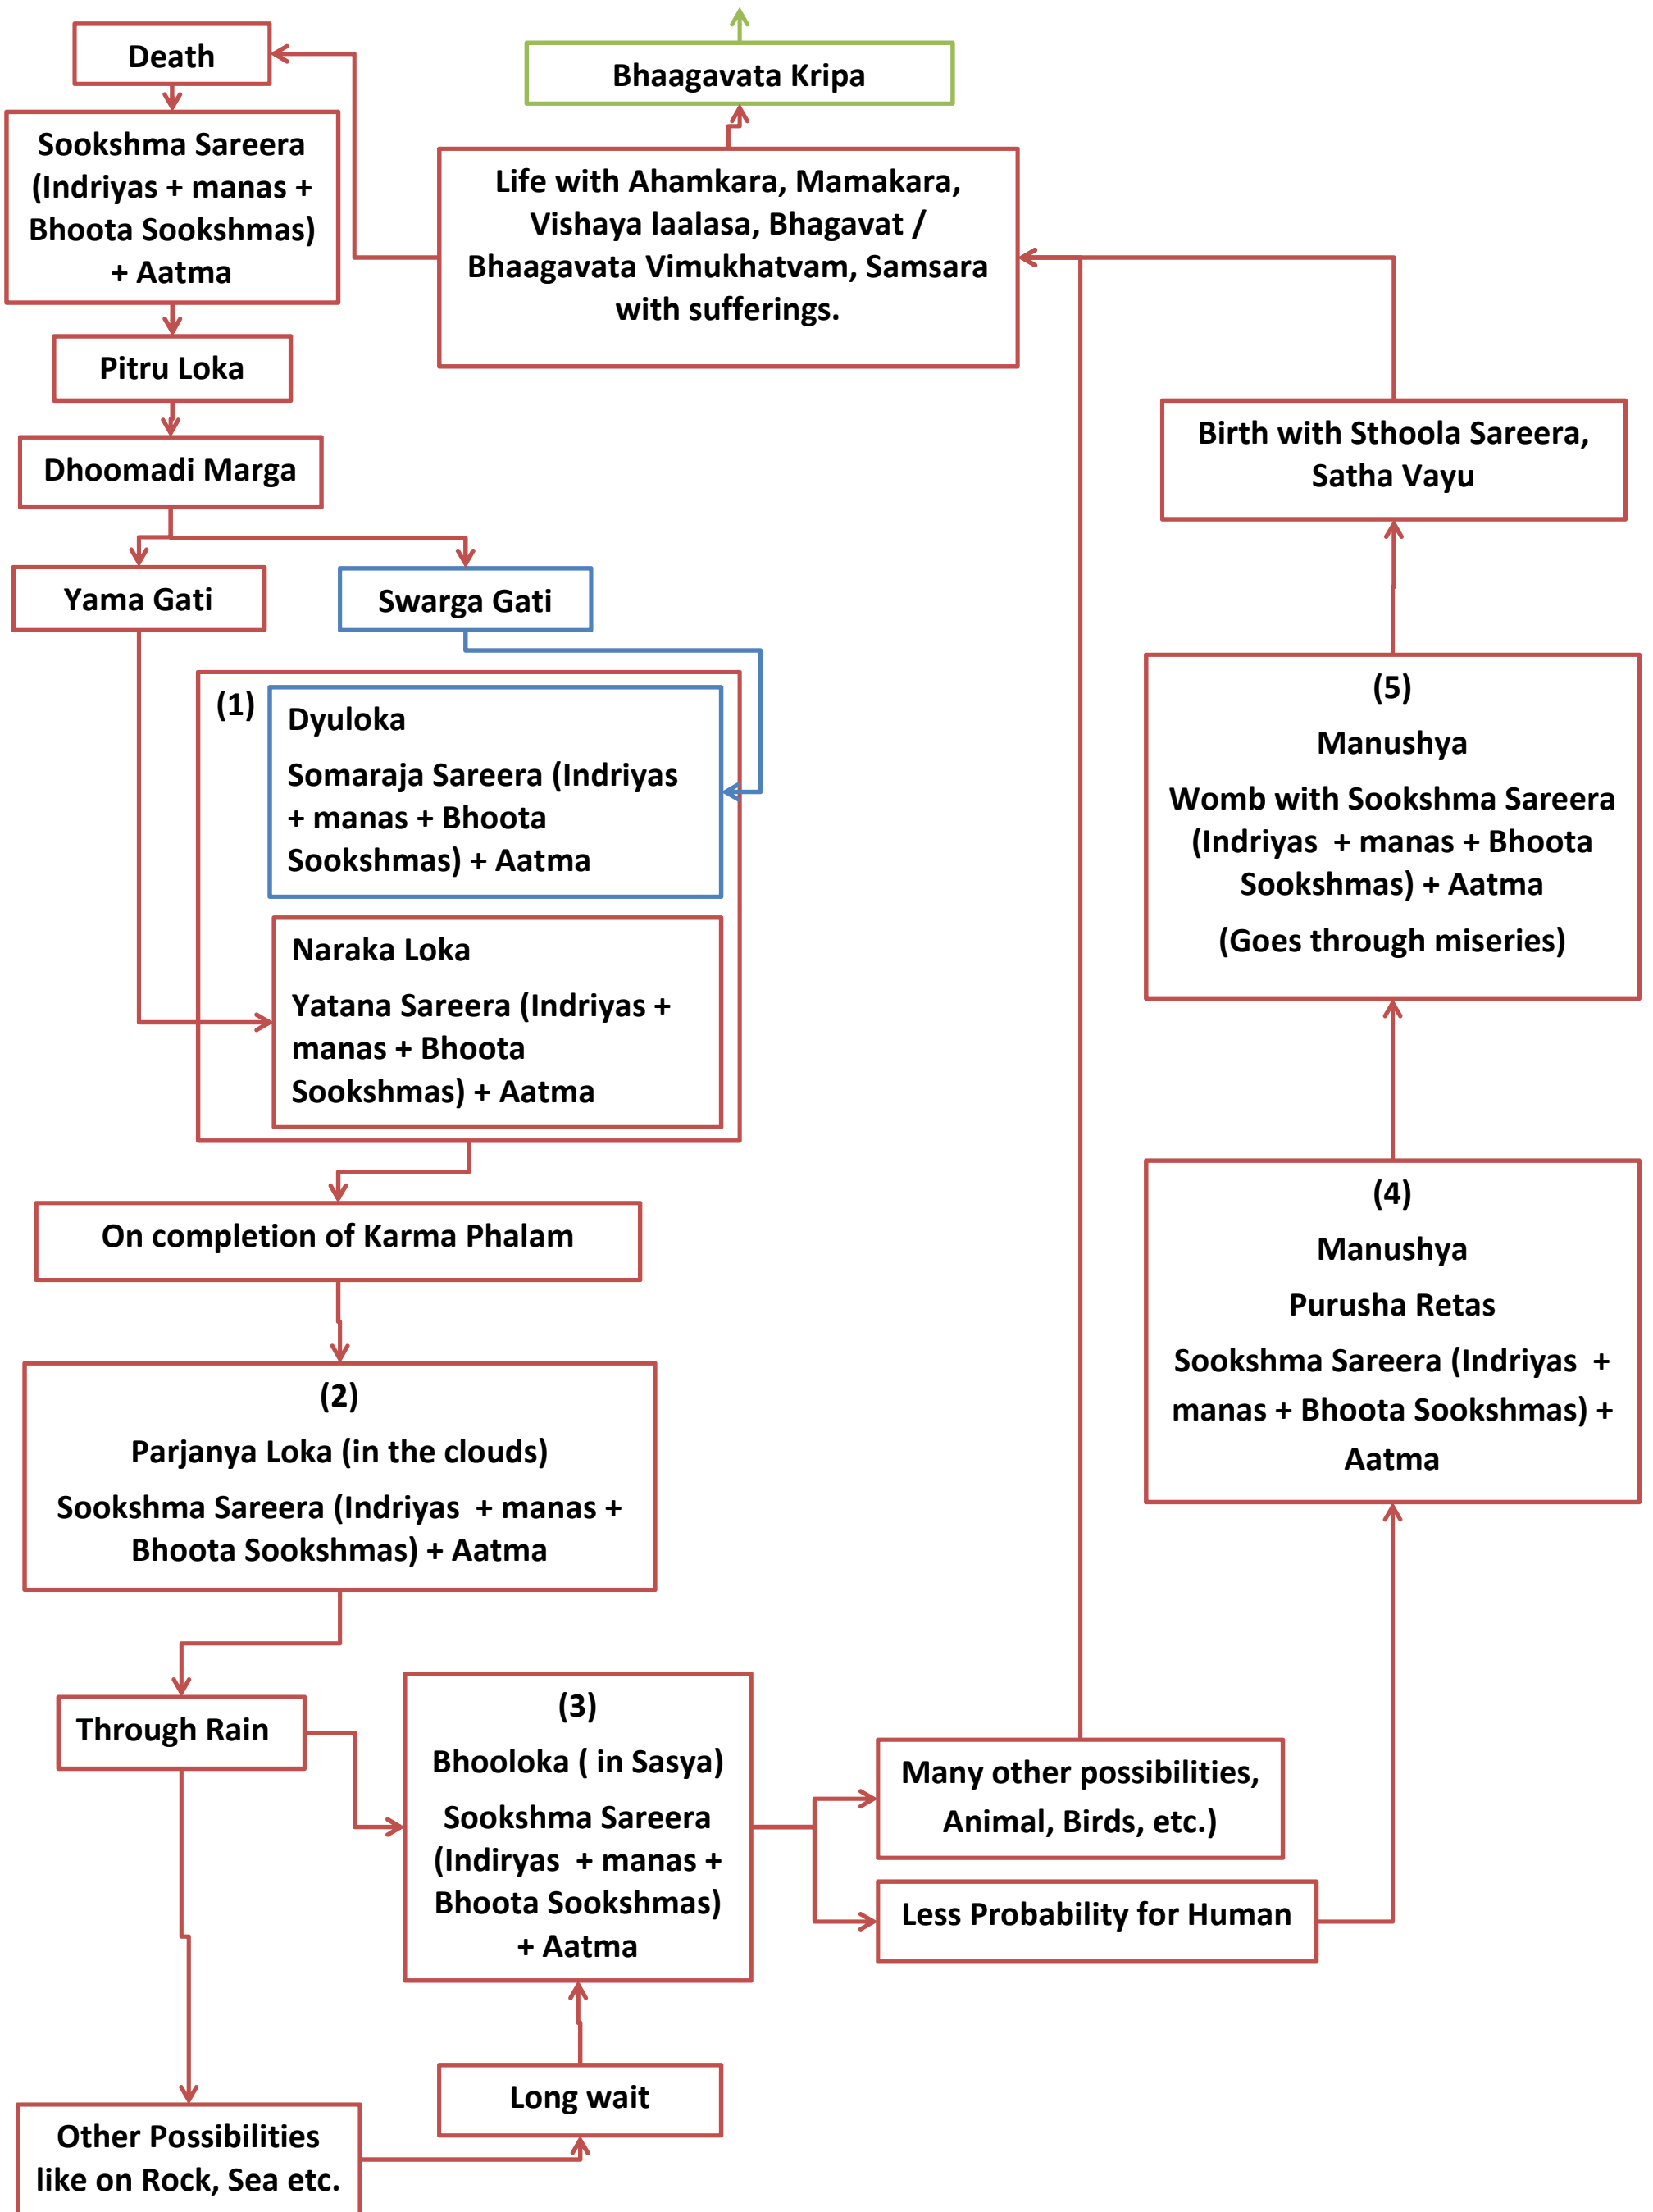 Death
Bhaagavata Kripa
Sookshma Sareera
(Indriyas + manas +
Bhoota Sookshmas)
+ Aatma
Life with Ahamkara, Mamakara,
Vishaya laalasa, Bhagavat /
Bhaagavata Vimukhatvam, Samsara
with sufferings.
Pitru Loka
Dhoomadi Marga
Birth with Sthoola Sareera,
Satha Vayu
Yama Gati
Swarga Gati
(1)
Dyuloka
Somaraja Sareera (Indriyas
+ manas + Bhoota
Sookshmas) + Aatma
Naraka Loka
Yatana Sareera (Indriyas +
manas + Bhoota
Sookshmas) + Aatma
(5)
Manushya
Womb with Sookshma Sareera
(Indriyas + manas + Bhoota
Sookshmas) + Aatma
(Goes through miseries)
On completion of Karma Phalam
(4)
Manushya
Purusha Retas
Sookshma Sareera (Indriyas +
manas + Bhoota Sookshmas) +
Aatma
(2)
Parjanya Loka (in the clouds)
Sookshma Sareera (Indriyas + manas +
Bhoota Sookshmas) + Aatma
Through Rain
(3)
Bhooloka ( in Sasya)
Sookshma Sareera
(Indiryas + manas +
Bhoota Sookshmas)
+ Aatma
Many other possibilities,
Animal, Birds, etc.)
Less Probability for Human
Long wait
Other Possibilities
like on Rock, Sea etc.